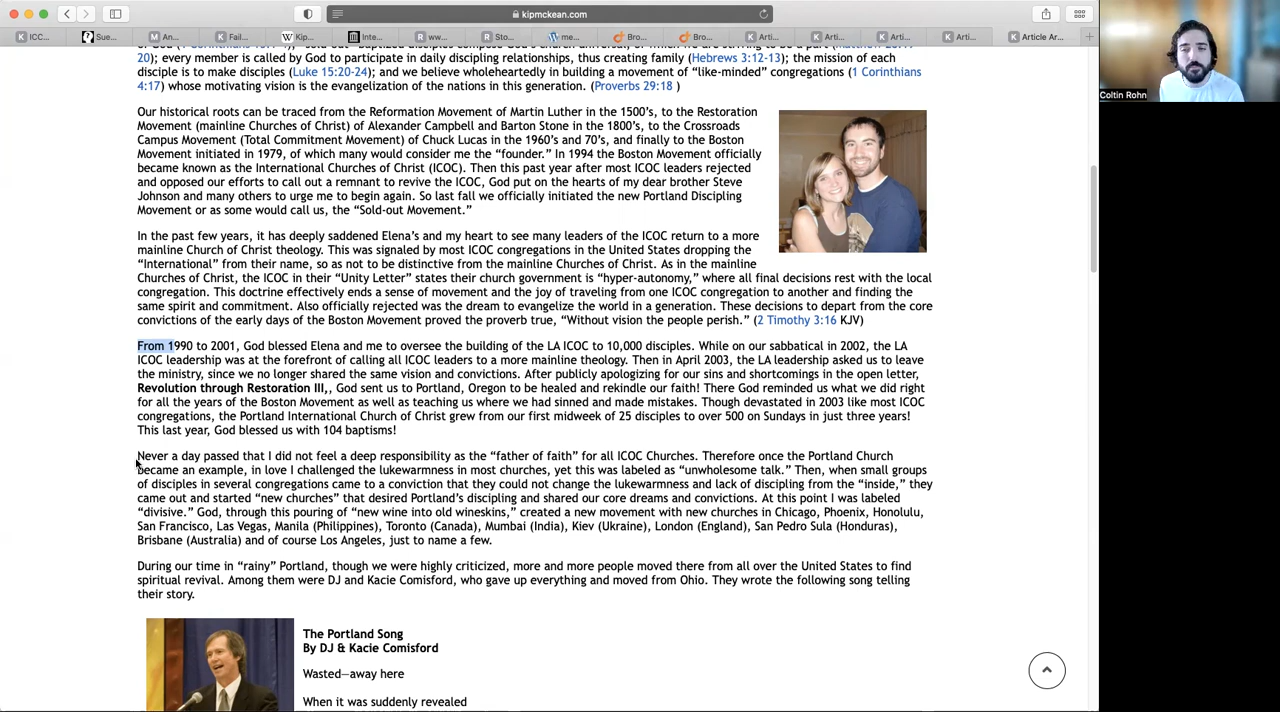 kipmckean.com
ICC...
Sue...
An...
Fail...
Kip...
Inte...
ww...
Sto...
me...
Bro...
Bro...
Arti...
Arti...
Arti...
Arti...
Article Ar...
Coltin Rohn
20); every member is called by God to participate in daily discipling relationships, thus creating family (Hebrews 3:12-13); the mission of each
disciple is to make disciples (Luke 15:20-24); and we believe wholeheartedly in building a movement of “like-minded” congregations (1 Corinthians
4:17) whose motivating vision is the evangelization of the nations in this generation. (Proverbs 29:18 )
Our historical roots can be traced from the Reformation Movement of Martin Luther in the 1500’s, to the Restoration
Movement (mainline Churches of Christ) of Alexander Campbell and Barton Stone in the 1800’s, to the Crossroads
Campus Movement (Total Commitment Movement) of Chuck Lucas in the 1960’s and 70’s, and finally to the Boston
Movement initiated in 1979, of which many would consider me the “founder.” In 1994 the Boston Movement officially
became known as the International Churches of Christ (ICOC). Then this past year after most ICOC leaders rejected
and opposed our efforts to call out a remnant to revive the ICOC, God put on the hearts of my dear brother Steve
Johnson and many others to urge me to begin again. So last fall we officially initiated the new Portland Discipling
Movement or as some would call us, the “Sold-out Movement.”
In the past few years, it has deeply saddened Elena’s and my heart to see many leaders of the ICOC return to a more
mainline Church of Christ theology. This was signaled by most ICOC congregations in the United States dropping the
“International” from their name, so as not to be distinctive from the mainline Churches of Christ. As in the mainline
Churches of Christ, the ICOC in their “Unity Letter” states their church government is “hyper-autonomy,” where all final decisions rest with the local
congregation. This doctrine effectively ends a sense of movement and the joy of traveling from one ICOC congregation to another and finding the
same spirit and commitment. Also officially rejected was the dream to evangelize the world in a generation. These decisions to depart from the core
convictions of the early days of the Boston Movement proved the proverb true, “Without vision the people perish.” (2 Timothy 3:16 KJV)
From 1990 to 2001, God blessed Elena and me to oversee the building of the LA ICOC to 10,000 disciples. While on our sabbatical in 2002, the LA
ICOC leadership was at the forefront of calling all ICOC leaders to a more mainline theology. Then in April 2003, the LA leadership asked us to leave
the ministry, since we no longer shared the same vision and convictions. After publicly apologizing for our sins and shortcomings in the open letter,
Revolution through Restoration III,, God sent us to Portland, Oregon to be healed and rekindle our faith! There God reminded us what we did right
for all the years of the Boston Movement as well as teaching us where we had sinned and made mistakes. Though devastated in 2003 like most ICOC
congregations, the Portland International Church of Christ grew from our first midweek of 25 disciples to over 500 on Sundays in just three years!
This last year, God blessed us with 104 baptisms!
Never a day passed that I did not feel a deep responsibility as the “father of faith” for all ICOC Churches. Therefore once the Portland Church
became an example, in love I challenged the lukewarmness in most churches, yet this was labeled as “unwholesome talk.” Then, when small groups
of disciples in several congregations came to a conviction that they could not change the lukewarmness and lack of discipling from the “inside,” they
came out and started “new churches” that desired Portland’s discipling and shared our core dreams and convictions. At this point I was labeled
“divisive.” God, through this pouring of “new wine into old wineskins,” created a new movement with new churches in Chicago, Phoenix, Honolulu,
San Francisco, Las Vegas, Manila (Philippines), Toronto (Canada), Mumbai (India), Kiev (Ukraine), London (England), San Pedro Sula (Honduras),
Brisbane (Australia) and of course Los Angeles, just to name a few.
During our time in “rainy” Portland, though we were highly criticized, more and more people moved there from all over the United States to find
spiritual revival. Among them were DJ and Kacie Comisford, who gave up everything and moved from Ohio. They wrote the following song telling
their story.
The Portland Song
By DJ & Kacie Comisford
Wasted—away here
When it was suddenly revealed